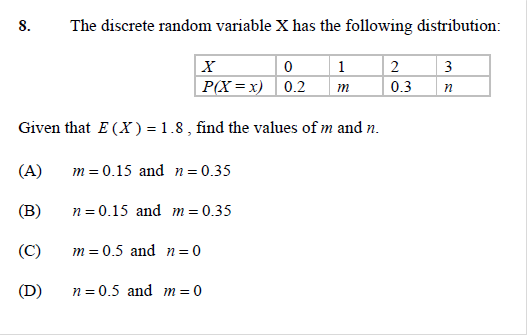 8. The discrete random variable X has the following distribution:
X 0 1 2 3
P(X = x) 0.2 m 0.3 n
Given that E (X) = 1.8 , find the values of m and n.
(A) m = 0.15 and n = 0.35
(B) n = 0.15 and m = 0.35
(C) m = 0.5 and n = 0
(D) n = 0.5 and m = 0